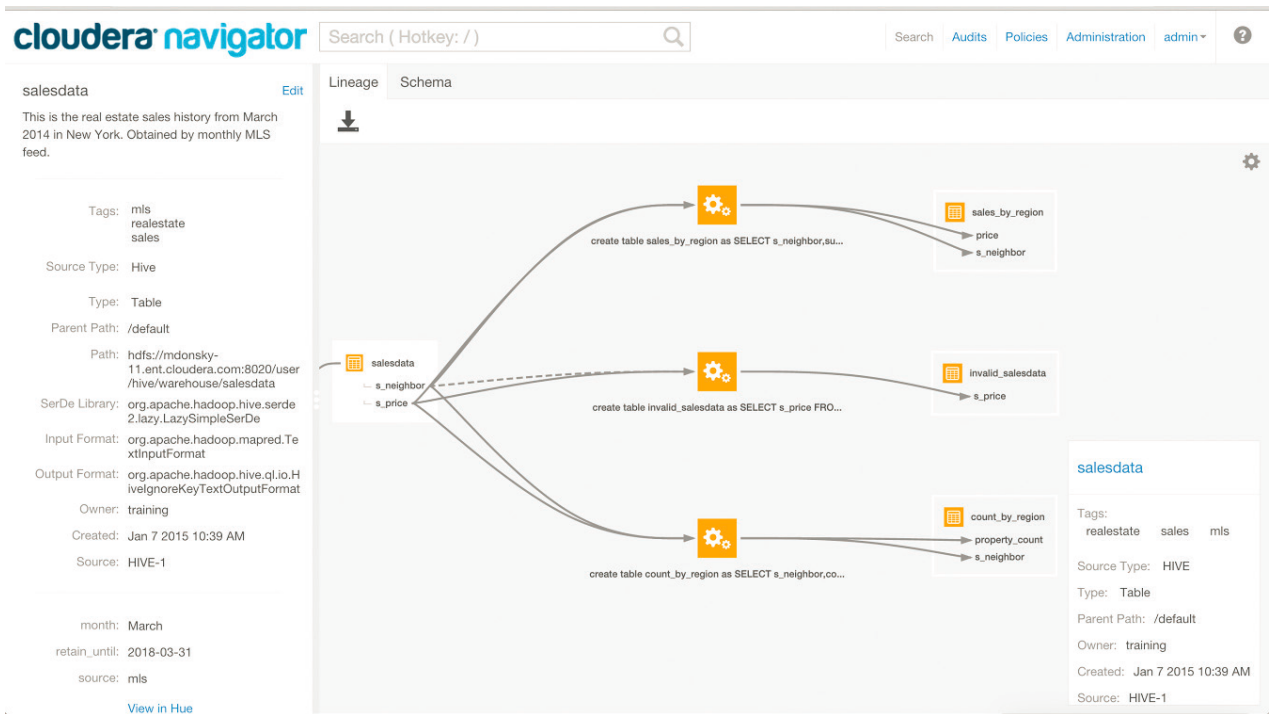 cloudera navigator
Search ( Hotkey: / )
Search
Audits
Policies
Administration
admin
?
salesdata
Edit
This is the real estate sales history from March
2014 in New York. Obtained by monthly MLS
feed.
Tags: mls
realestate
sales
Source Type: Hive
Type: Table
Parent Path: /default
Path: hdfs://mdonsky-
11.ent.cloudera.com:8020/user
/hive/warehouse/salesdata
SerDe Library: org.apache.hadoop.hive.serde
2.lazy.LazySimpleSerDe
Input Format: org.apache.hadoop.mapred.Te
xtInputFormat
Output Format: org.apache.hadoop.hive.ql.io.H
iveIgnoreKeyTextOutputFormat
Owner: training
Created: Jan 7 2015 10:39 AM
Source: HIVE-1
month: March
retain_until: 2018-03-31
source: mls
View in Hue
Lineage
Schema
salesdata
s_neighbor
s_price
create table sales_by_region as SELECT s_neighbor,su...
sales_by_region
price
s_neighbor
create table invalid_salesdata as SELECT s_price FRO...
invalid_salesdata
s_price
create table count_by_region as SELECT s_neighbor,co...
count_by_region
property_count
s_neighbor
salesdata
Tags:
realestate sales mls
Source Type: HIVE
Type: Table
Parent Path: /default
Owner: training
Created: Jan 7 2015 10:39 AM
Source: HIVE-1